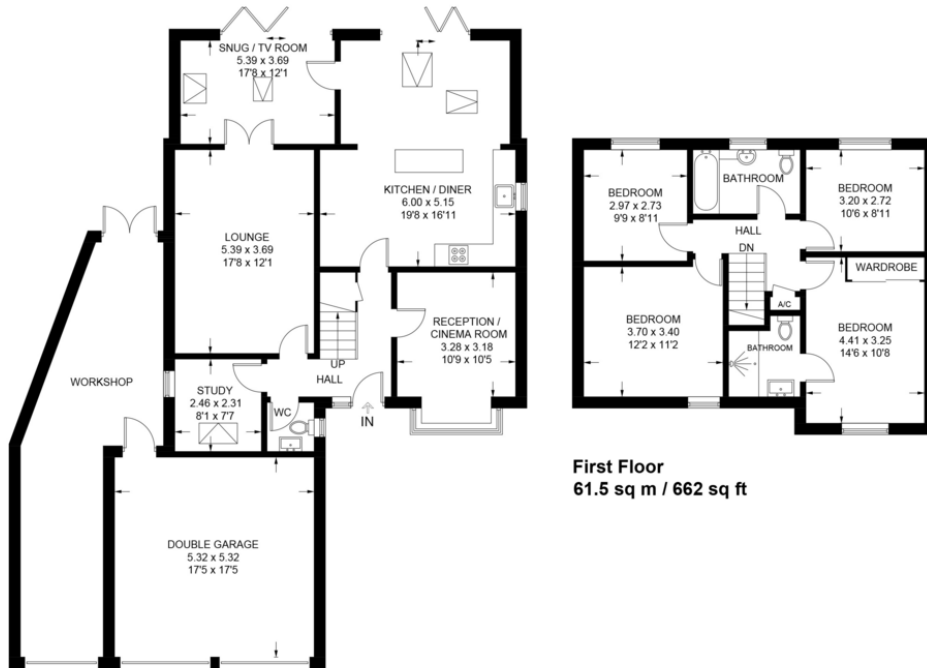 SNUG / TV ROOM
5.39 x 3.69
17'8 x 12'1
KITCHEN / DINER
6.00 x 5.15
19'8 x 16'11
LOUNGE
5.39 x 3.69
17'8 x 12'1
RECEPTION /
CINEMA ROOM
3.28 x 3.18
10'9 x 10'5
UP
HALL
IN
WORKSHOP
STUDY
2.46 x 2.31
8'1 x 7'7
WC
DOUBLE GARAGE
5.32 x 5.32
17'5 x 17'5
BEDROOM
2.97 x 2.73
9'9 x 8'11
BATHROOM
BEDROOM
3.20 x 2.72
10'6 x 8'11
HALL
DN
WARDROBE
A/C
BEDROOM
3.70 x 3.40
12'2 x 11'2
BATHROOM
BEDROOM
4.41 x 3.25
14'6 x 10'8
First Floor
61.5 sq m / 662 sq ft